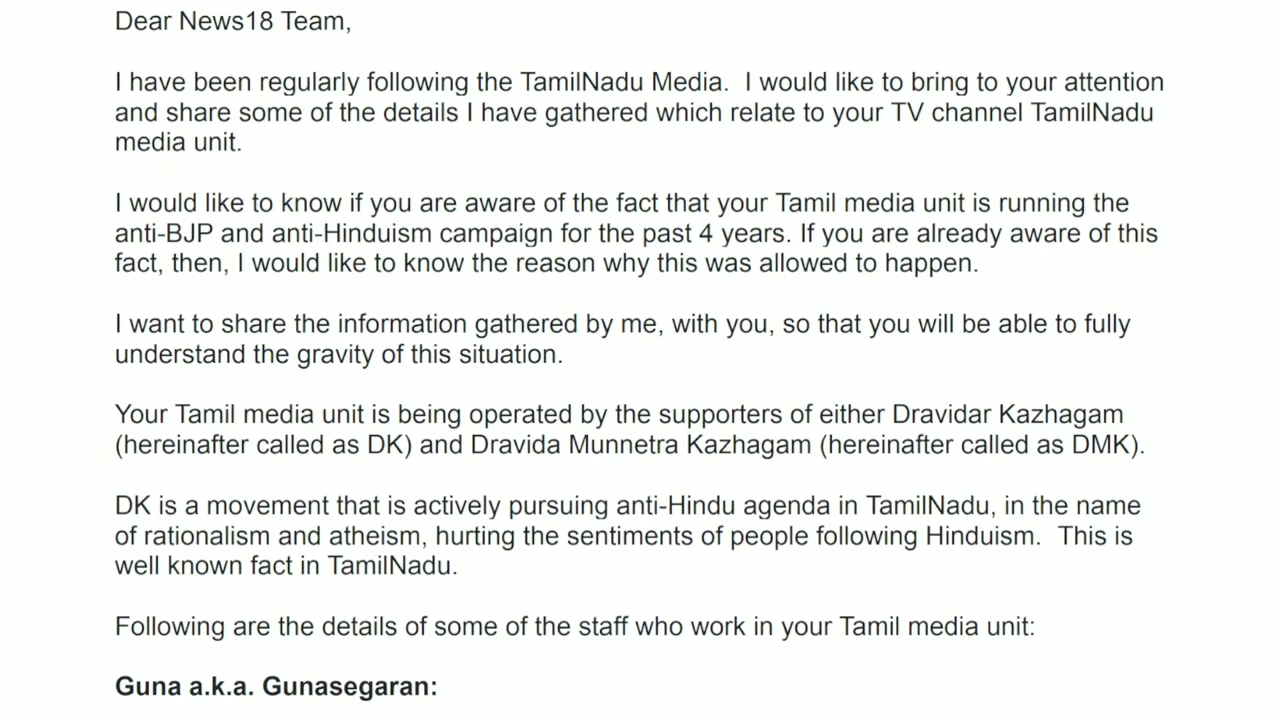 Dear News18 Team,
I have been regularly following the TamilNadu Media.  I would like to bring to your attention
and share some of the details I have gathered which relate to your TV channel TamilNadu
media unit.
I would like to know if you are aware of the fact that your Tamil media unit is running the
anti-BJP and anti-Hinduism campaign for the past 4 years. If you are already aware of this
fact, then, I would like to know the reason why this was allowed to happen.
I want to share the information gathered by me, with you, so that you will be able to fully
understand the gravity of this situation.
Your Tamil media unit is being operated by the supporters of either Dravidar Kazhagam
(hereinafter called as DK) and Dravida Munnetra Kazhagam (hereinafter called as DMK).
DK is a movement that is actively pursuing anti-Hindu agenda in TamilNadu, in the name
of rationalism and atheism, hurting the sentiments of people following Hinduism.  This is
well known fact in TamilNadu.
Following are the details of some of the staff who work in your Tamil media unit:
Guna a.k.a. Gunasegaran: